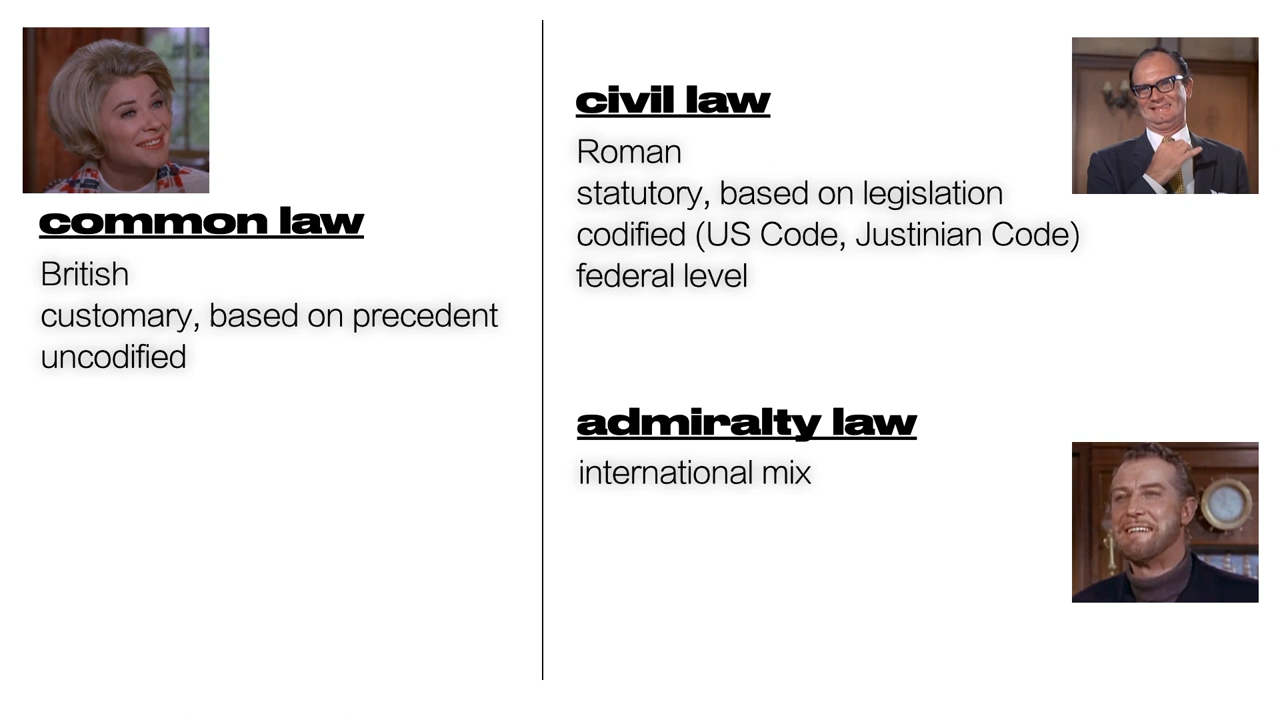 common law
British
customary, based on precedent
uncodified
civil law
Roman
statutory, based on legislation
codified (US Code, Justinian Code)
federal level
admiralty law
international mix